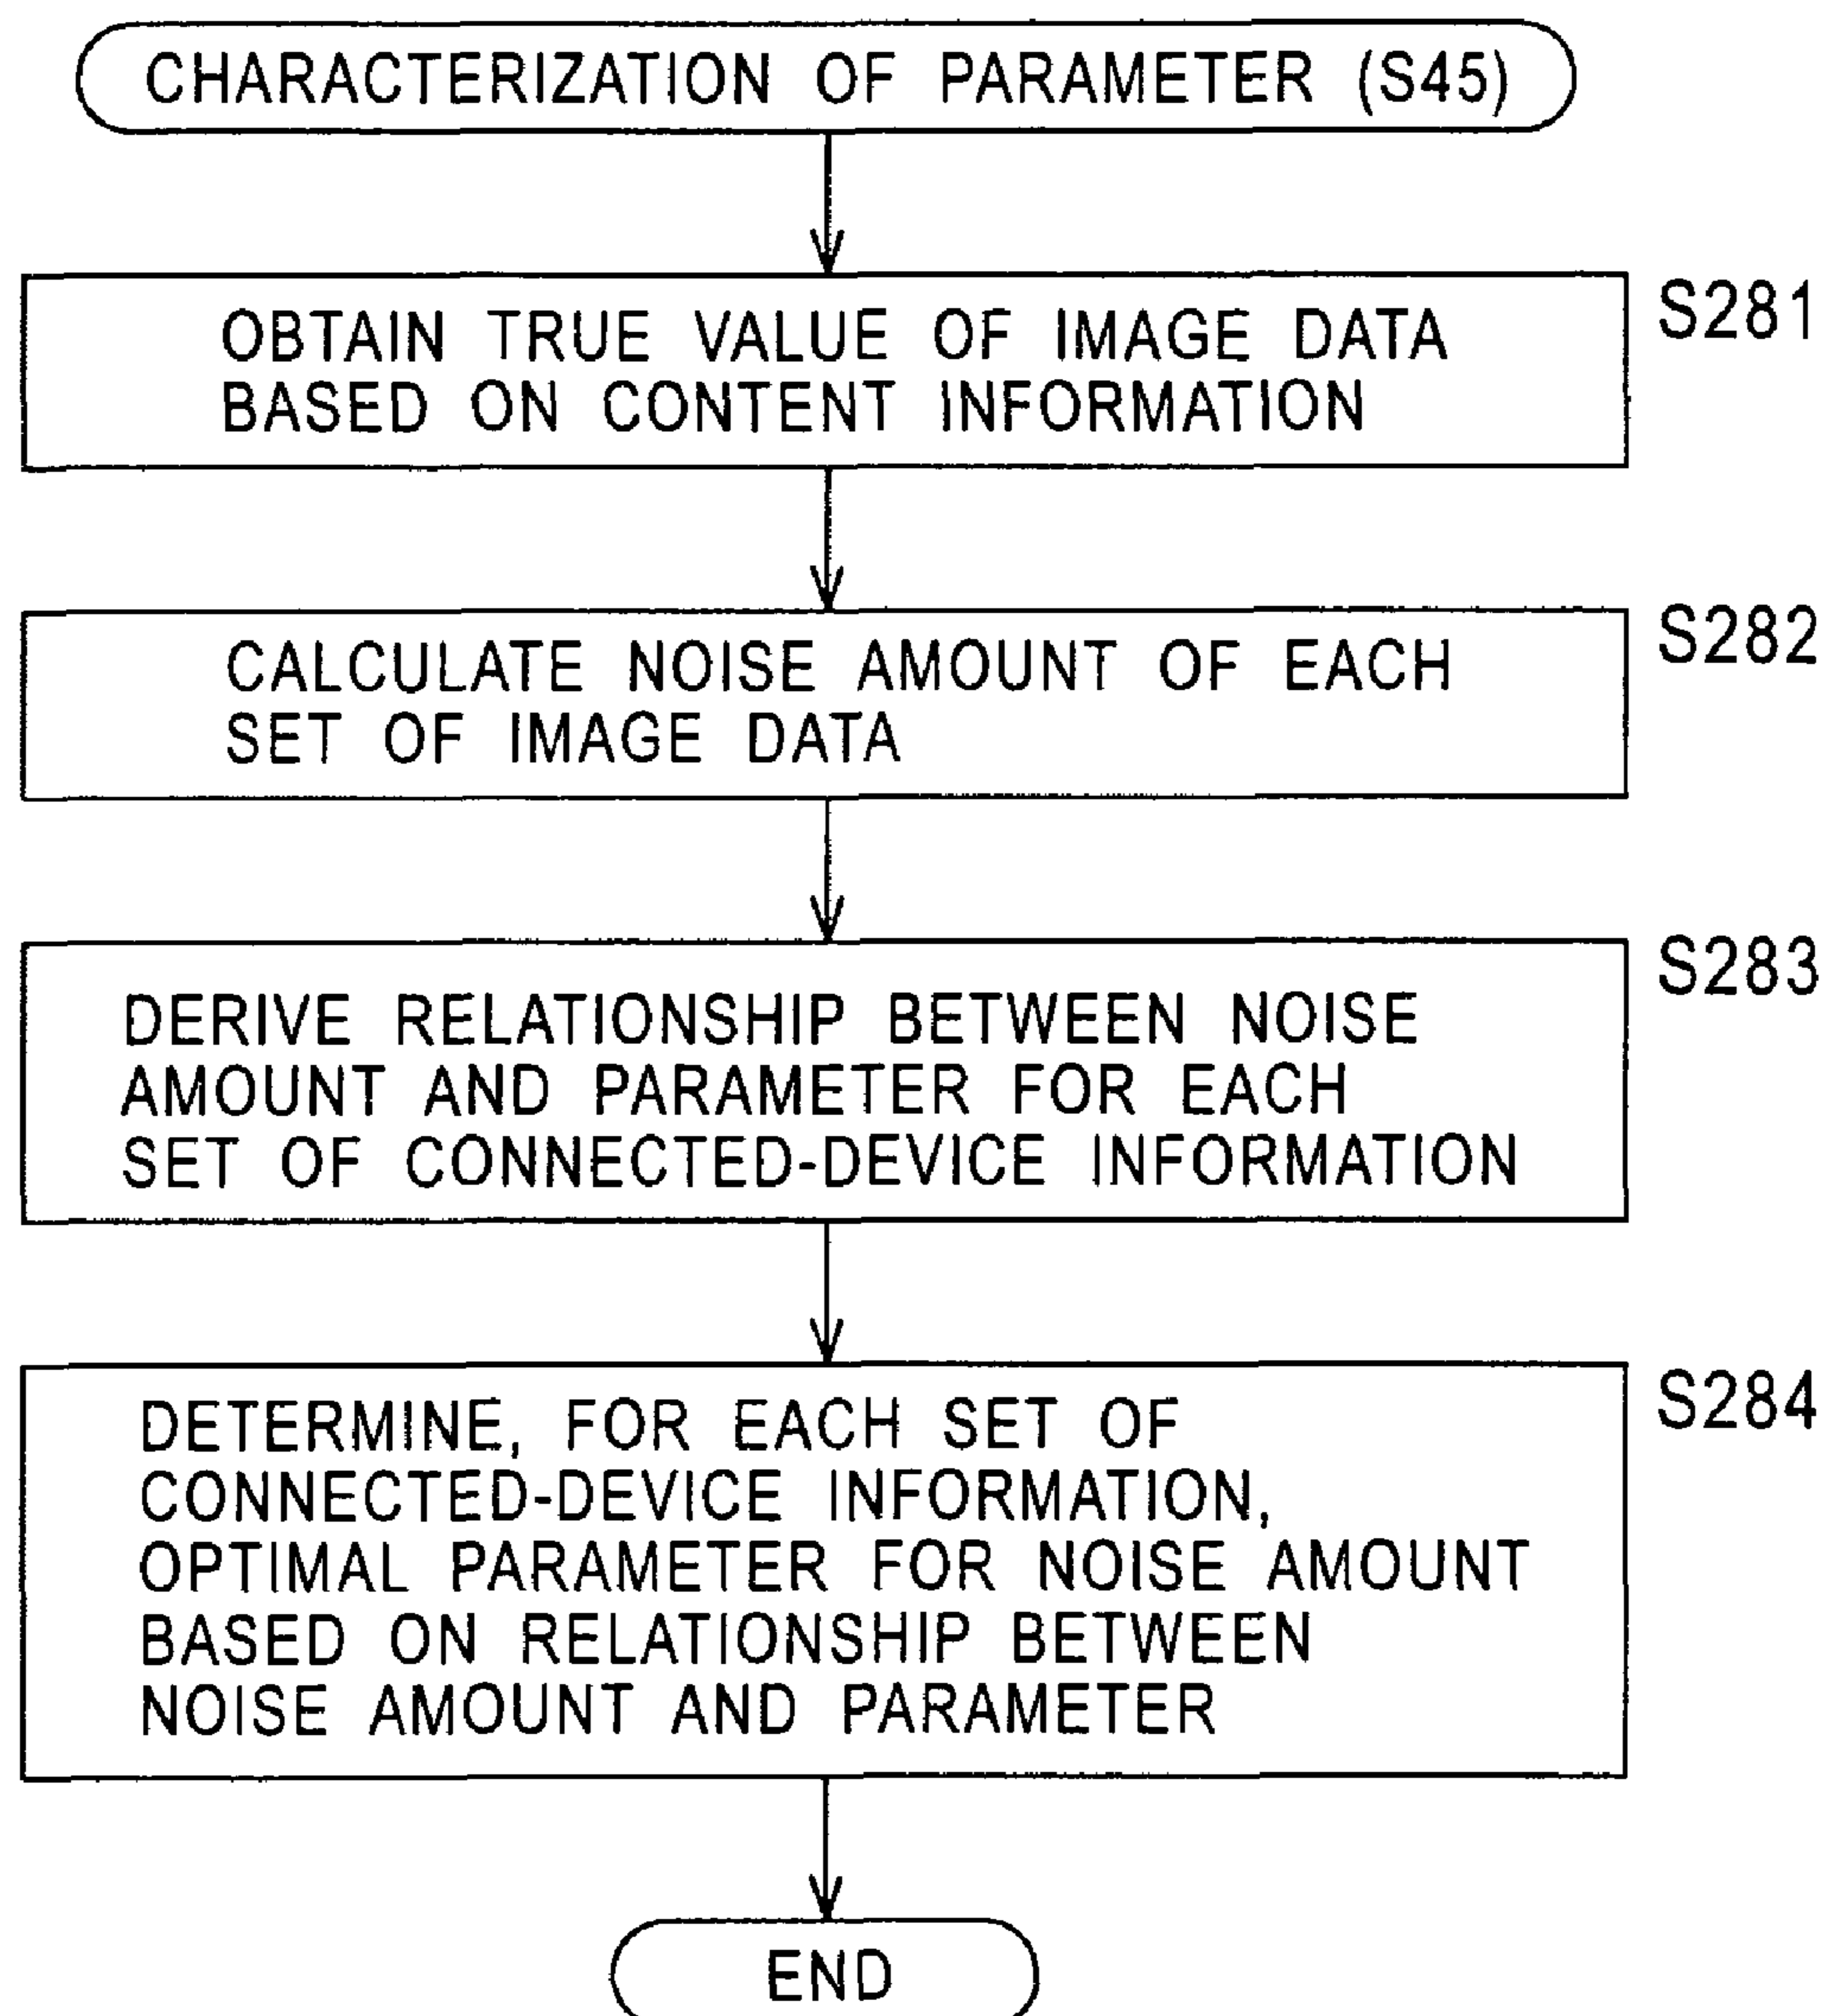 CHARACTERIZATION OF PARAMETER (S45)
OBTAIN TRUE VALUE OF IMAGE DATA
BASED ON CONTENT INFORMATION
S281
CALCULATE NOISE AMOUNT OF EACH
SET OF IMAGE DATA
S282
DERIVE RELATIONSHIP BETWEEN NOISE
AMOUNT AND PARAMETER FOR EACH
SET OF CONNECTED-DEVICE INFORMATION
S283
DETERMINE, FOR EACH SET OF
CONNECTED-DEVICE INFORMATION,
OPTIMAL PARAMETER FOR NOISE AMOUNT
BASED ON RELATIONSHIP BETWEEN
NOISE AMOUNT AND PARAMETER
S284
END